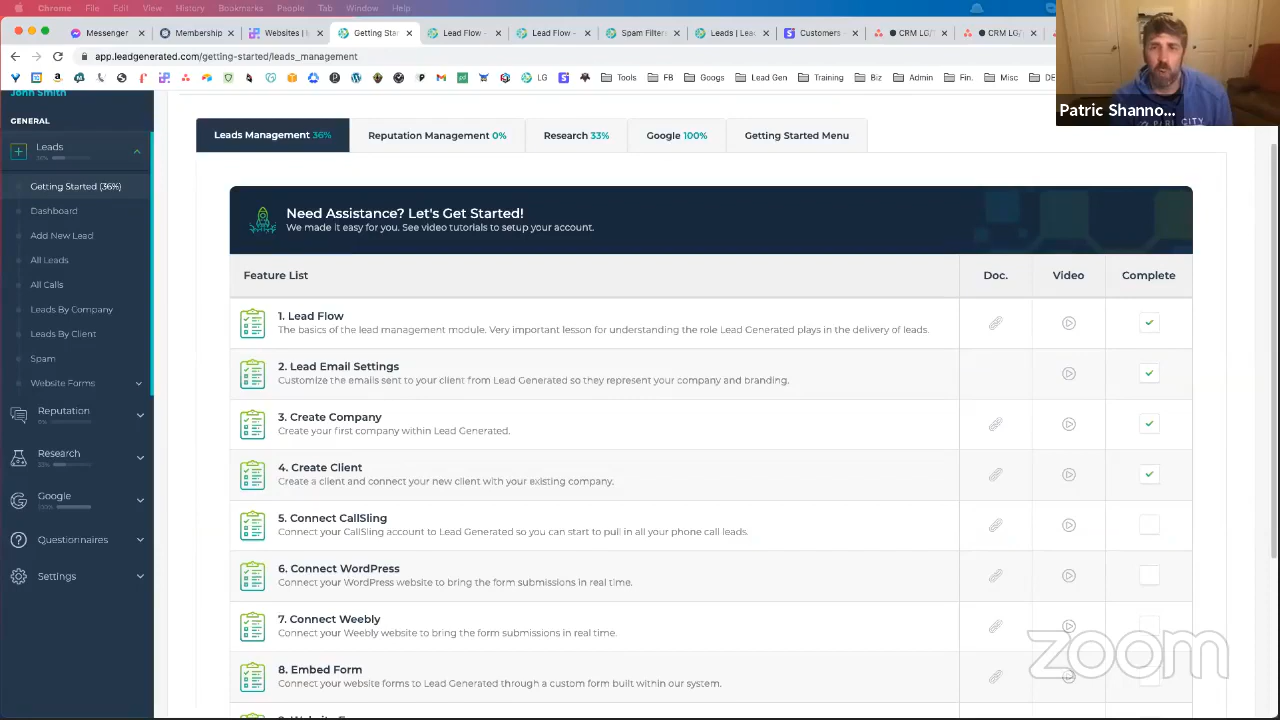 Chrome File Edit View History Bookmarks People Tab Window Help
Messenger Membership Websites | Getting Star Lead Flow - Lead Flow - Spam Filter Leads | Lea Customers CRM LG/T CRM LG/T
app.leadgenerated.com/getting-started/leads_management
LG Tools FB Googs Lead Gen Training Biz Admin Fin. Misc
Patric Shanno...
John Smith
GENERAL
Leads
36%
Getting Started (36%)
Dashboard
Add New Lead
All Leads
All Calls
Leads By Company
Leads By Client
Spam
Website Forms
Reputation
Research
33%
Google
100%
Questionnaires
Settings
Leads Management 36% Reputation Management 0% Research 33% Google 100% Getting Started Menu
Need Assistance? Let's Get Started!
We made it easy for you. See video tutorials to setup your account.
Feature List Doc. Video Complete
1. Lead Flow
The basics of the lead management module. Very important lesson for understanding the role Lead Generated plays in the delivery of leads.
2. Lead Email Settings
Customize the emails sent to your client from Lead Generated so they represent your company and branding.
3. Create Company
Create your first company within Lead Generated.
4. Create Client
Create a client and connect your new client with your existing company.
5. Connect CallSling
Connect your CallSling account to Lead Generated so you can start to pull in all your phone call leads.
6. Connect WordPress
Connect your WordPress website to bring the form submissions in real time.
7. Connect Weebly
Connect your Weebly website to bring the form submissions in real time.
8. Embed Form
Connect your website forms to Lead Generated through a custom form built within our system.
zoom